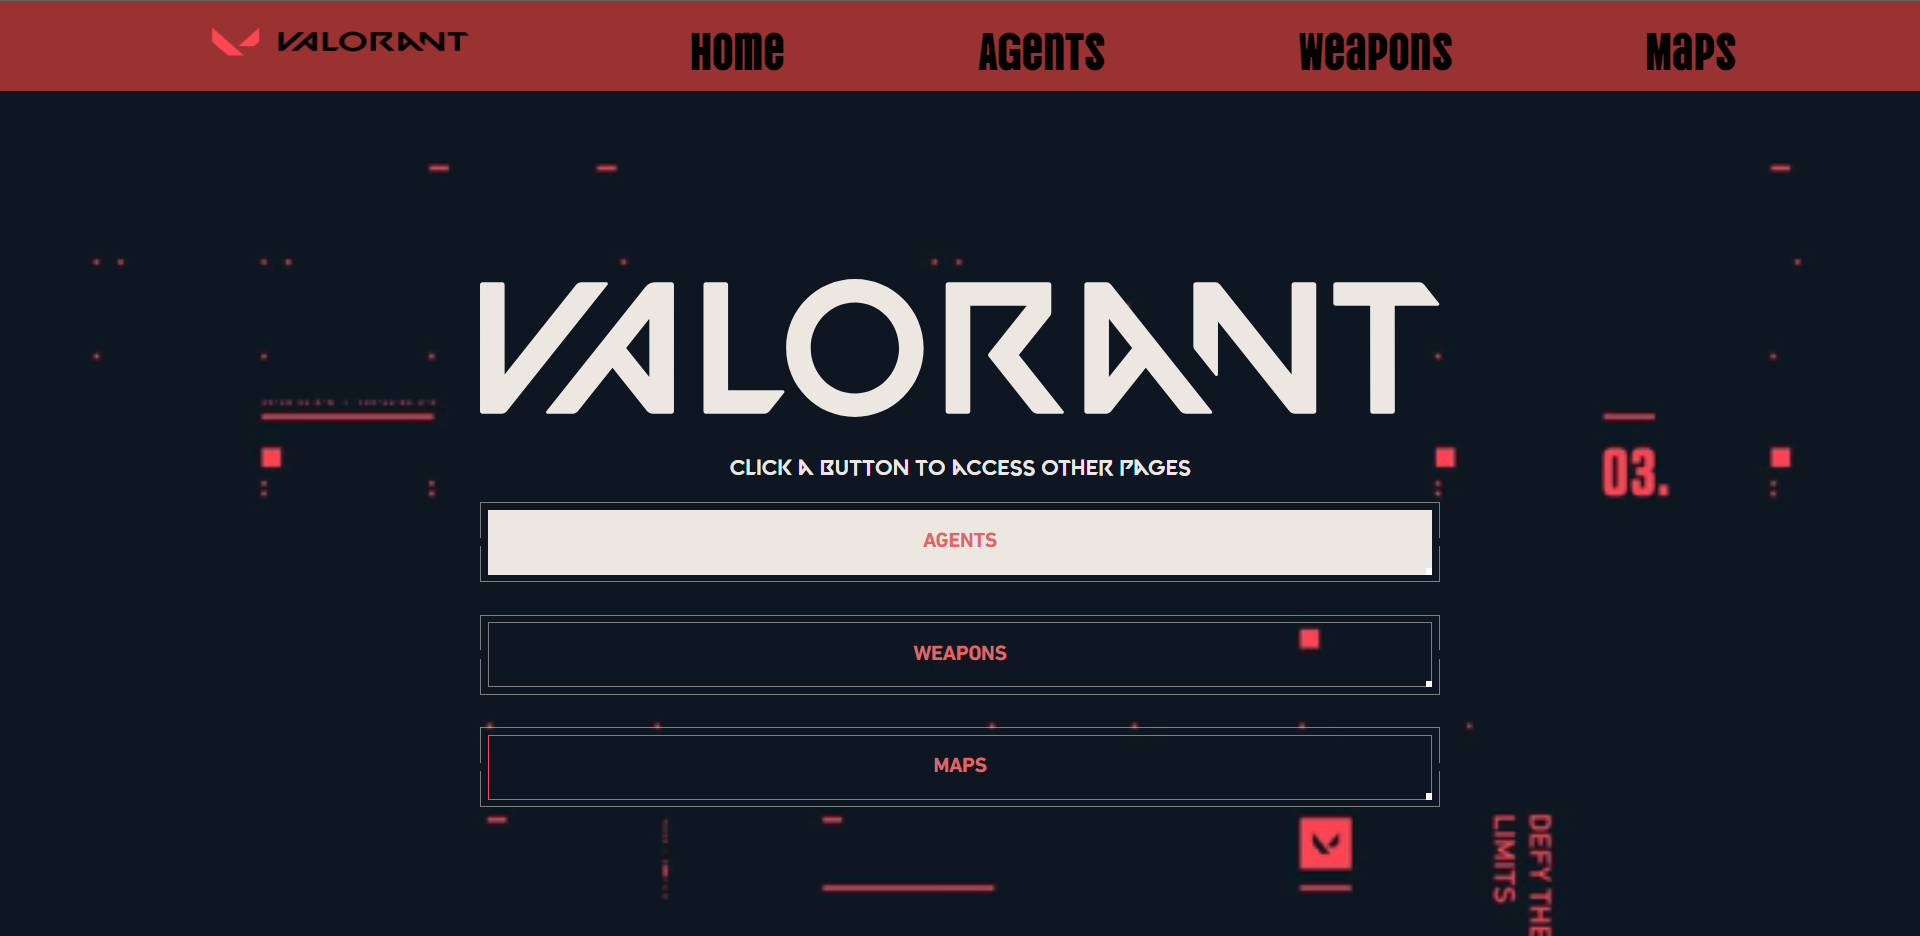 VALORANT
Home
Agents
Weapons
Maps
VALORANT
CLICK A BUTTON TO ACCESS OTHER PAGES
03.
AGENTS
WEAPONS
MAPS
DEFY THE
LIMITS